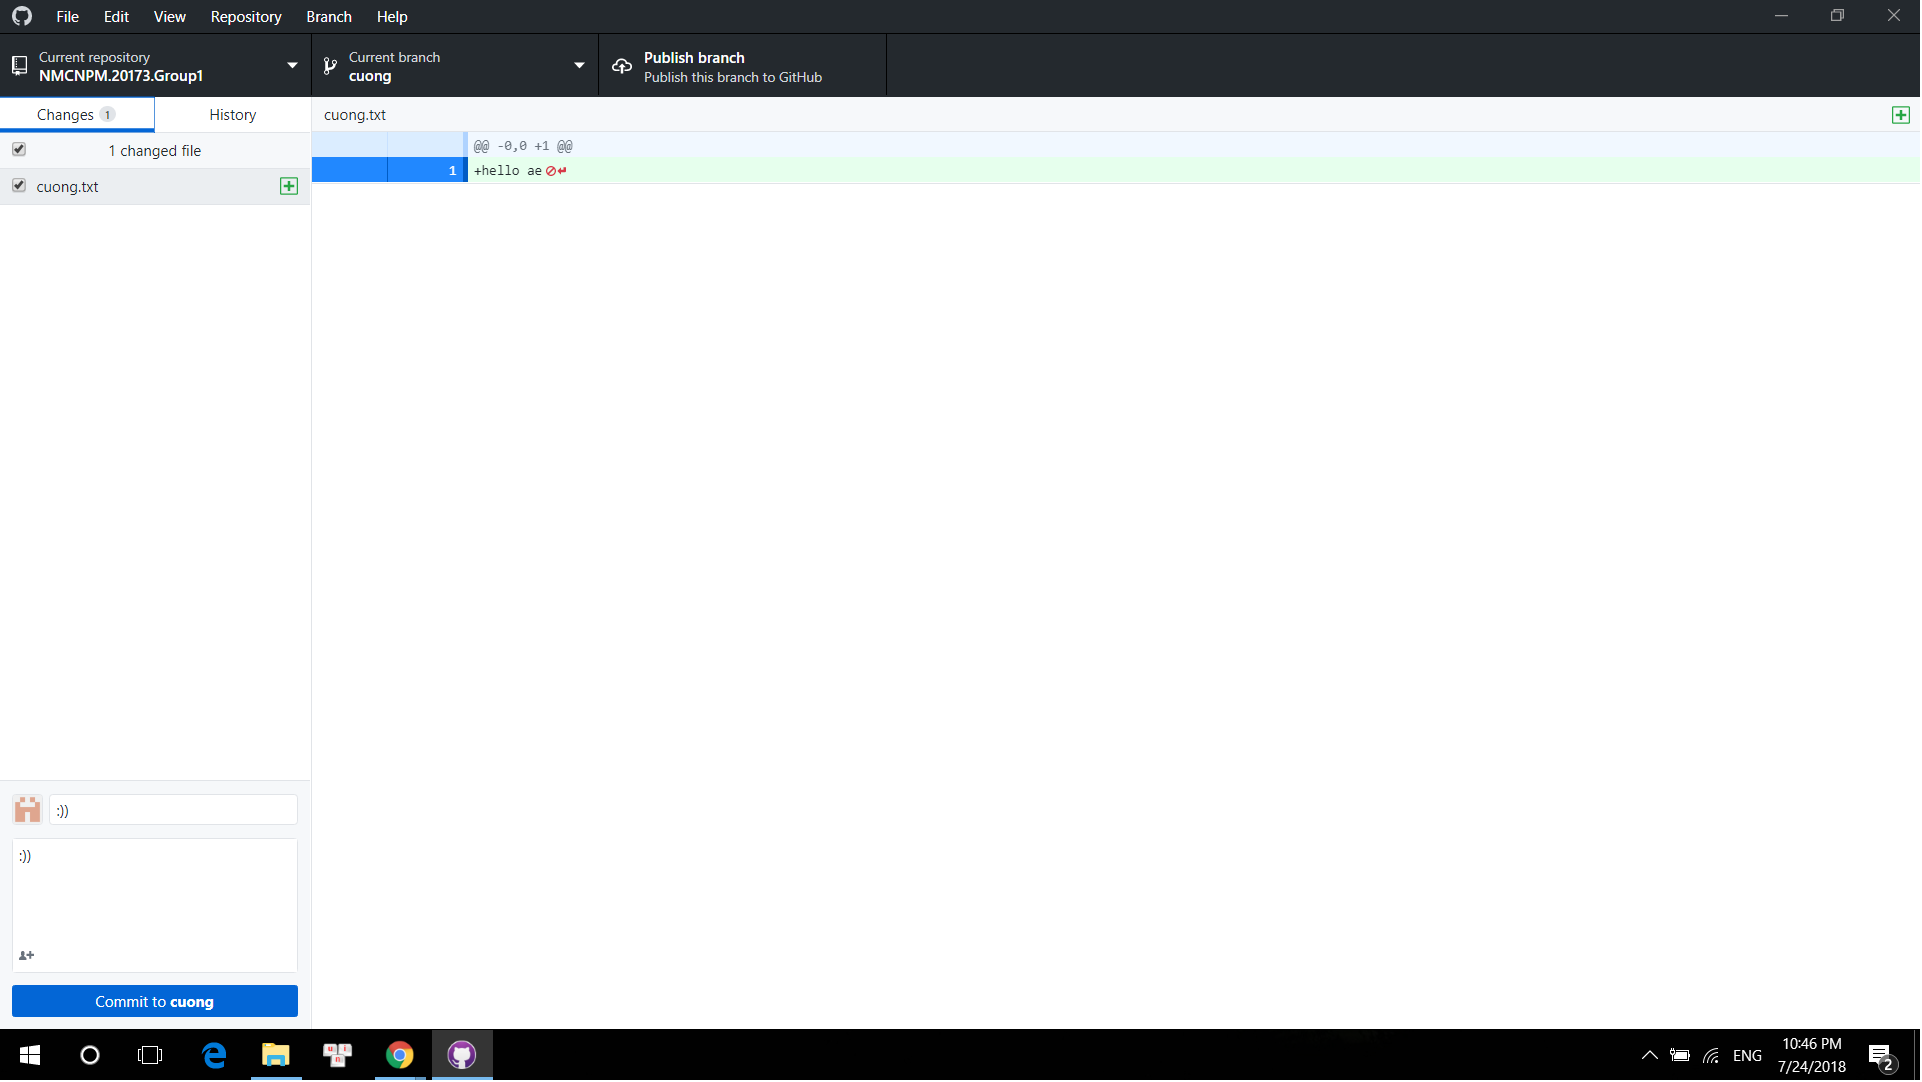 File Edit View Repository Branch Help
Current repository
NMCNPM.20173.Group1
Current branch
cuong
Publish branch
Publish this branch to GitHub
Changes 1
History
cuong.txt
1 changed file
cuong.txt
@@ -0,0 +1 @@
1 +hello ae
:))
:))
Commit to cuong
u i n
ENG
10:46 PM
7/24/2018
2